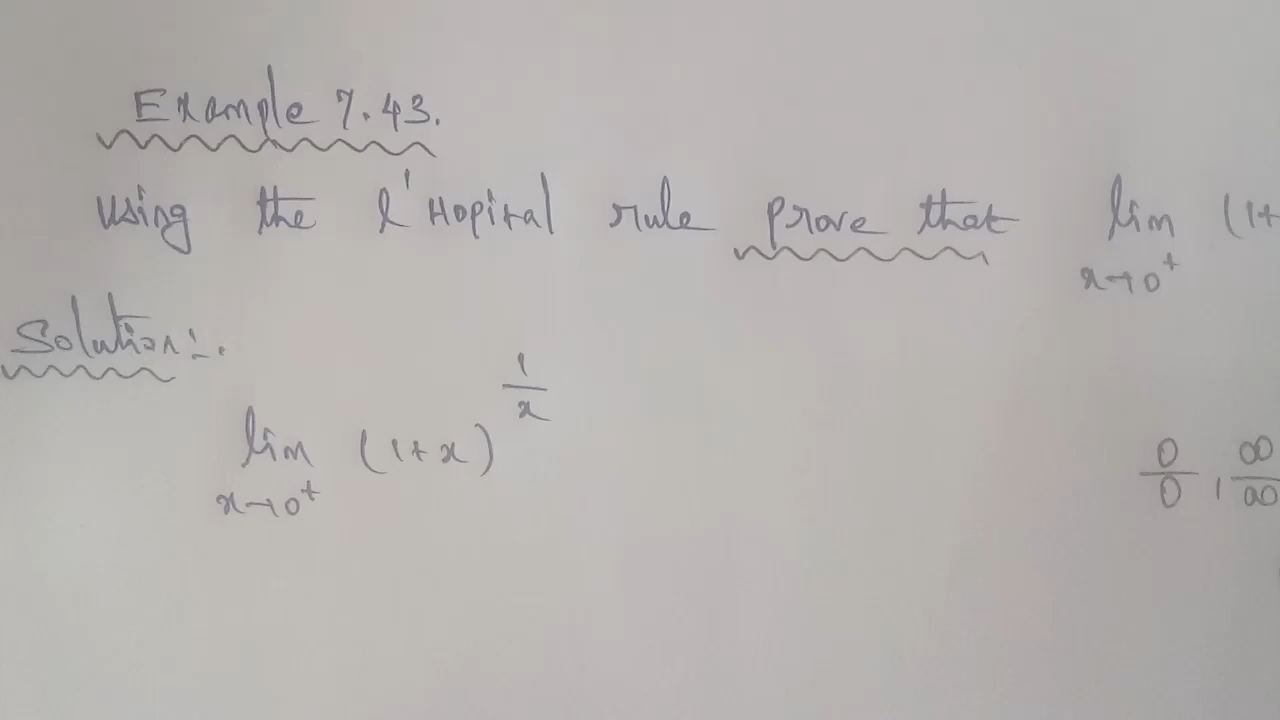 Example 7.43.
using the l'Hopital rule prove that lim (1+
x→0⁺
Solution:-.
1
x
lim (1+x)
x→0⁺
0/0 , ∞/∞